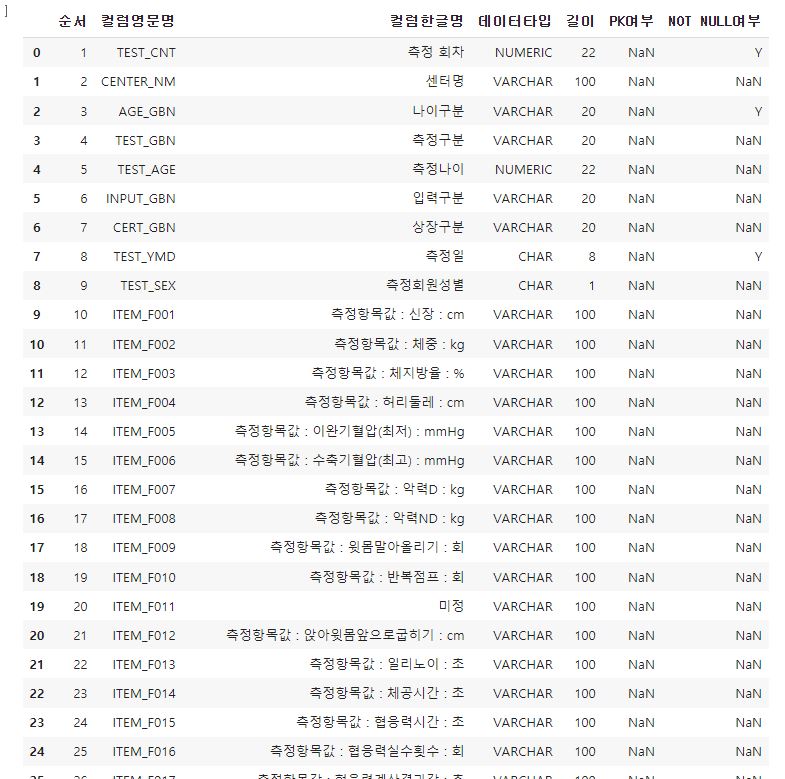 ]
순서 컬럼영문명 컬럼한글명 데이터타입 길이 PK여부 NOT NULL여부
0 1 TEST_CNT 측정 회차 NUMERIC 22 NaN Y
1 2 CENTER_NM 센터명 VARCHAR 100 NaN NaN
2 3 AGE_GBN 나이구분 VARCHAR 20 NaN Y
3 4 TEST_GBN 측정구분 VARCHAR 20 NaN NaN
4 5 TEST_AGE 측정나이 NUMERIC 22 NaN NaN
5 6 INPUT_GBN 입력구분 VARCHAR 20 NaN NaN
6 7 CERT_GBN 상장구분 VARCHAR 20 NaN NaN
7 8 TEST_YMD 측정일 CHAR 8 NaN Y
8 9 TEST_SEX 측정회원성별 CHAR 1 NaN NaN
9 10 ITEM_F001 측정항목값 : 신장 : cm VARCHAR 100 NaN NaN
10 11 ITEM_F002 측정항목값 : 체중 : kg VARCHAR 100 NaN NaN
11 12 ITEM_F003 측정항목값 : 체지방율 : % VARCHAR 100 NaN NaN
12 13 ITEM_F004 측정항목값 : 허리둘레 : cm VARCHAR 100 NaN NaN
13 14 ITEM_F005 측정항목값 : 이완기혈압(최저) : mmHg VARCHAR 100 NaN NaN
14 15 ITEM_F006 측정항목값 : 수축기혈압(최고) : mmHg VARCHAR 100 NaN NaN
15 16 ITEM_F007 측정항목값 : 악력D : kg VARCHAR 100 NaN NaN
16 17 ITEM_F008 측정항목값 : 악력ND : kg VARCHAR 100 NaN NaN
17 18 ITEM_F009 측정항목값 : 윗몸말아올리기 : 회 VARCHAR 100 NaN NaN
18 19 ITEM_F010 측정항목값 : 반복점프 : 회 VARCHAR 100 NaN NaN
19 20 ITEM_F011 미정 VARCHAR 100 NaN NaN
20 21 ITEM_F012 측정항목값 : 앉아윗몸앞으로굽히기 : cm VARCHAR 100 NaN NaN
21 22 ITEM_F013 측정항목값 : 일리노이 : 초 VARCHAR 100 NaN NaN
22 23 ITEM_F014 측정항목값 : 체공시간 : 초 VARCHAR 100 NaN NaN
23 24 ITEM_F015 측정항목값 : 협응력시간 : 초 VARCHAR 100 NaN NaN
24 25 ITEM_F016 측정항목값 : 협응력실수횟수 : 회 VARCHAR 100 NaN NaN
25 26 ITEM_F017 측정항목값 : 협응력계산결과값 : 초 VARCHAR 100 NaN NaN